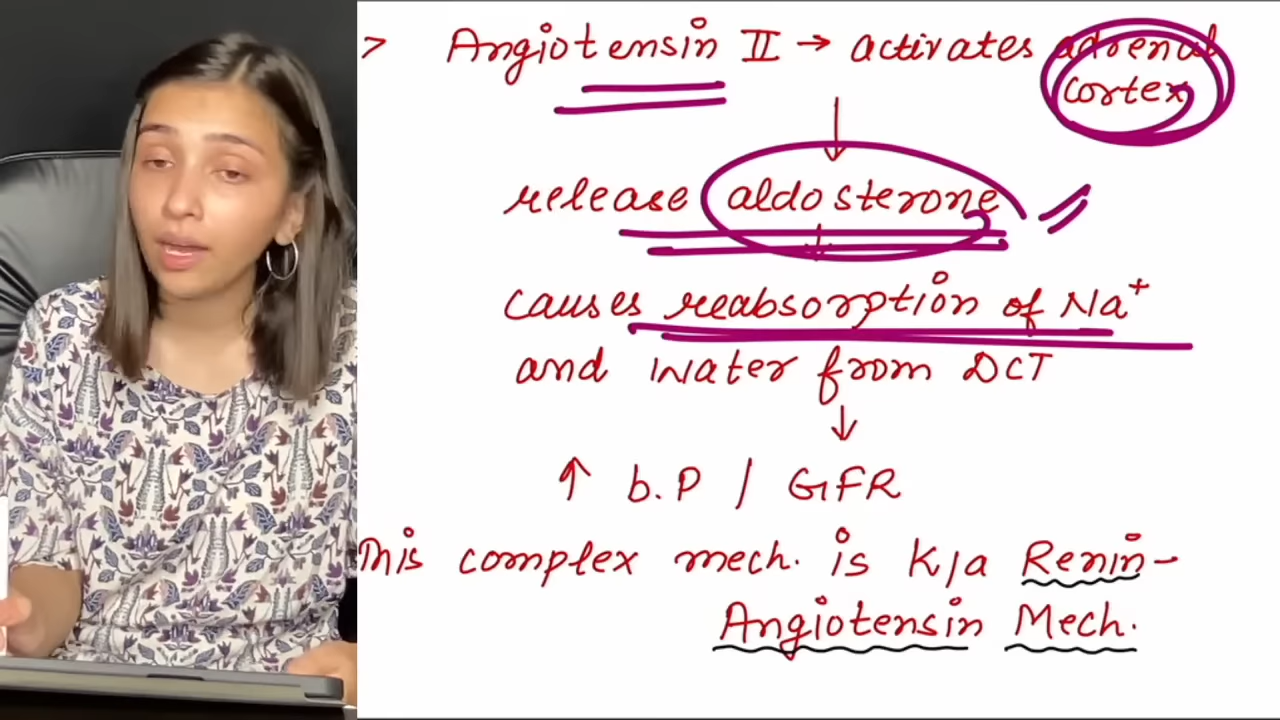 > Angiotensin II → activates adrenal
cortex
↓
release aldosterone
↓
causes reabsorption of Na⁺
and water from DCT
↓
↑ b.P / GFR
This complex mech. is K/a Renin-
Angiotensin Mech.